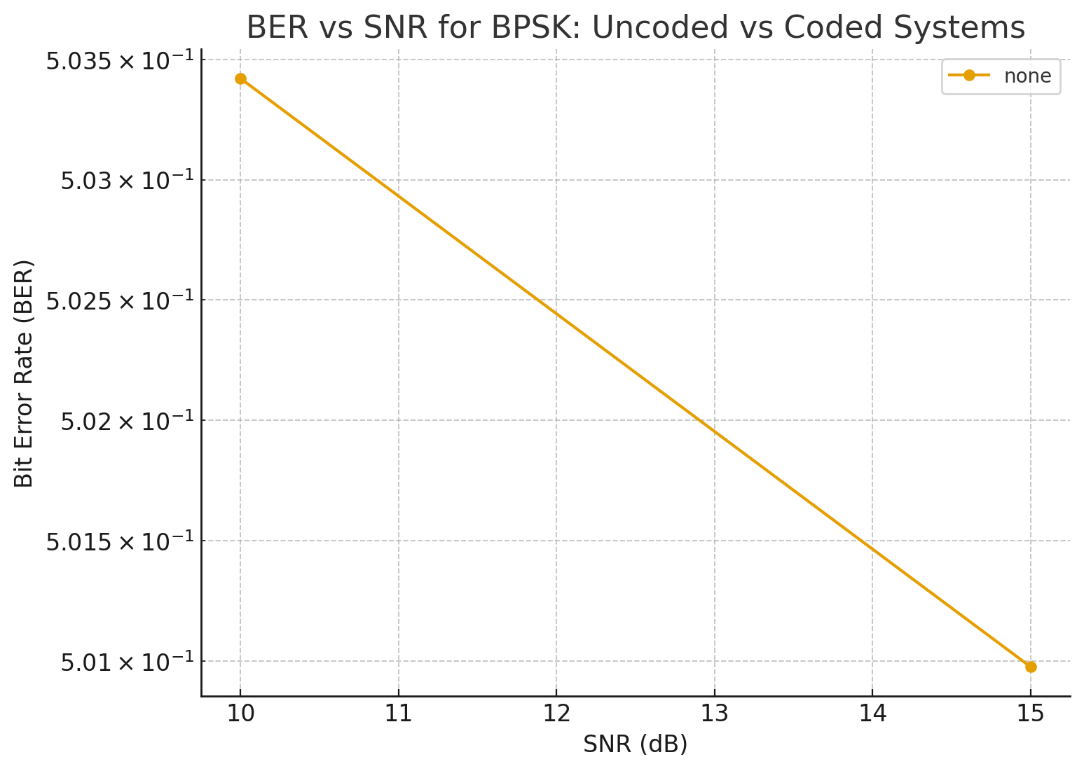 BER vs SNR for BPSK: Uncoded vs Coded Systems
none
Bit Error Rate (BER)
5.035 × 10⁻¹
5.03 × 10⁻¹
5.025 × 10⁻¹
5.02 × 10⁻¹
5.015 × 10⁻¹
5.01 × 10⁻¹
10 11 12 13 14 15
SNR (dB)